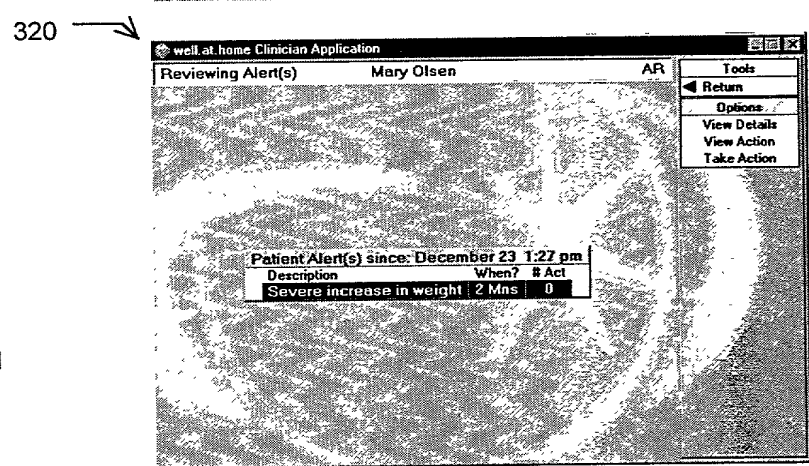 320
well.at.home Clinician Application
Reviewing Alert(s) Mary Olsen AR
Tools
Return
Options
View Details
View Action
Take Action
Patient Alert(s) since: December 23 1:27 pm
Description When? # Act
Severe increase in weight 2 Mns 0